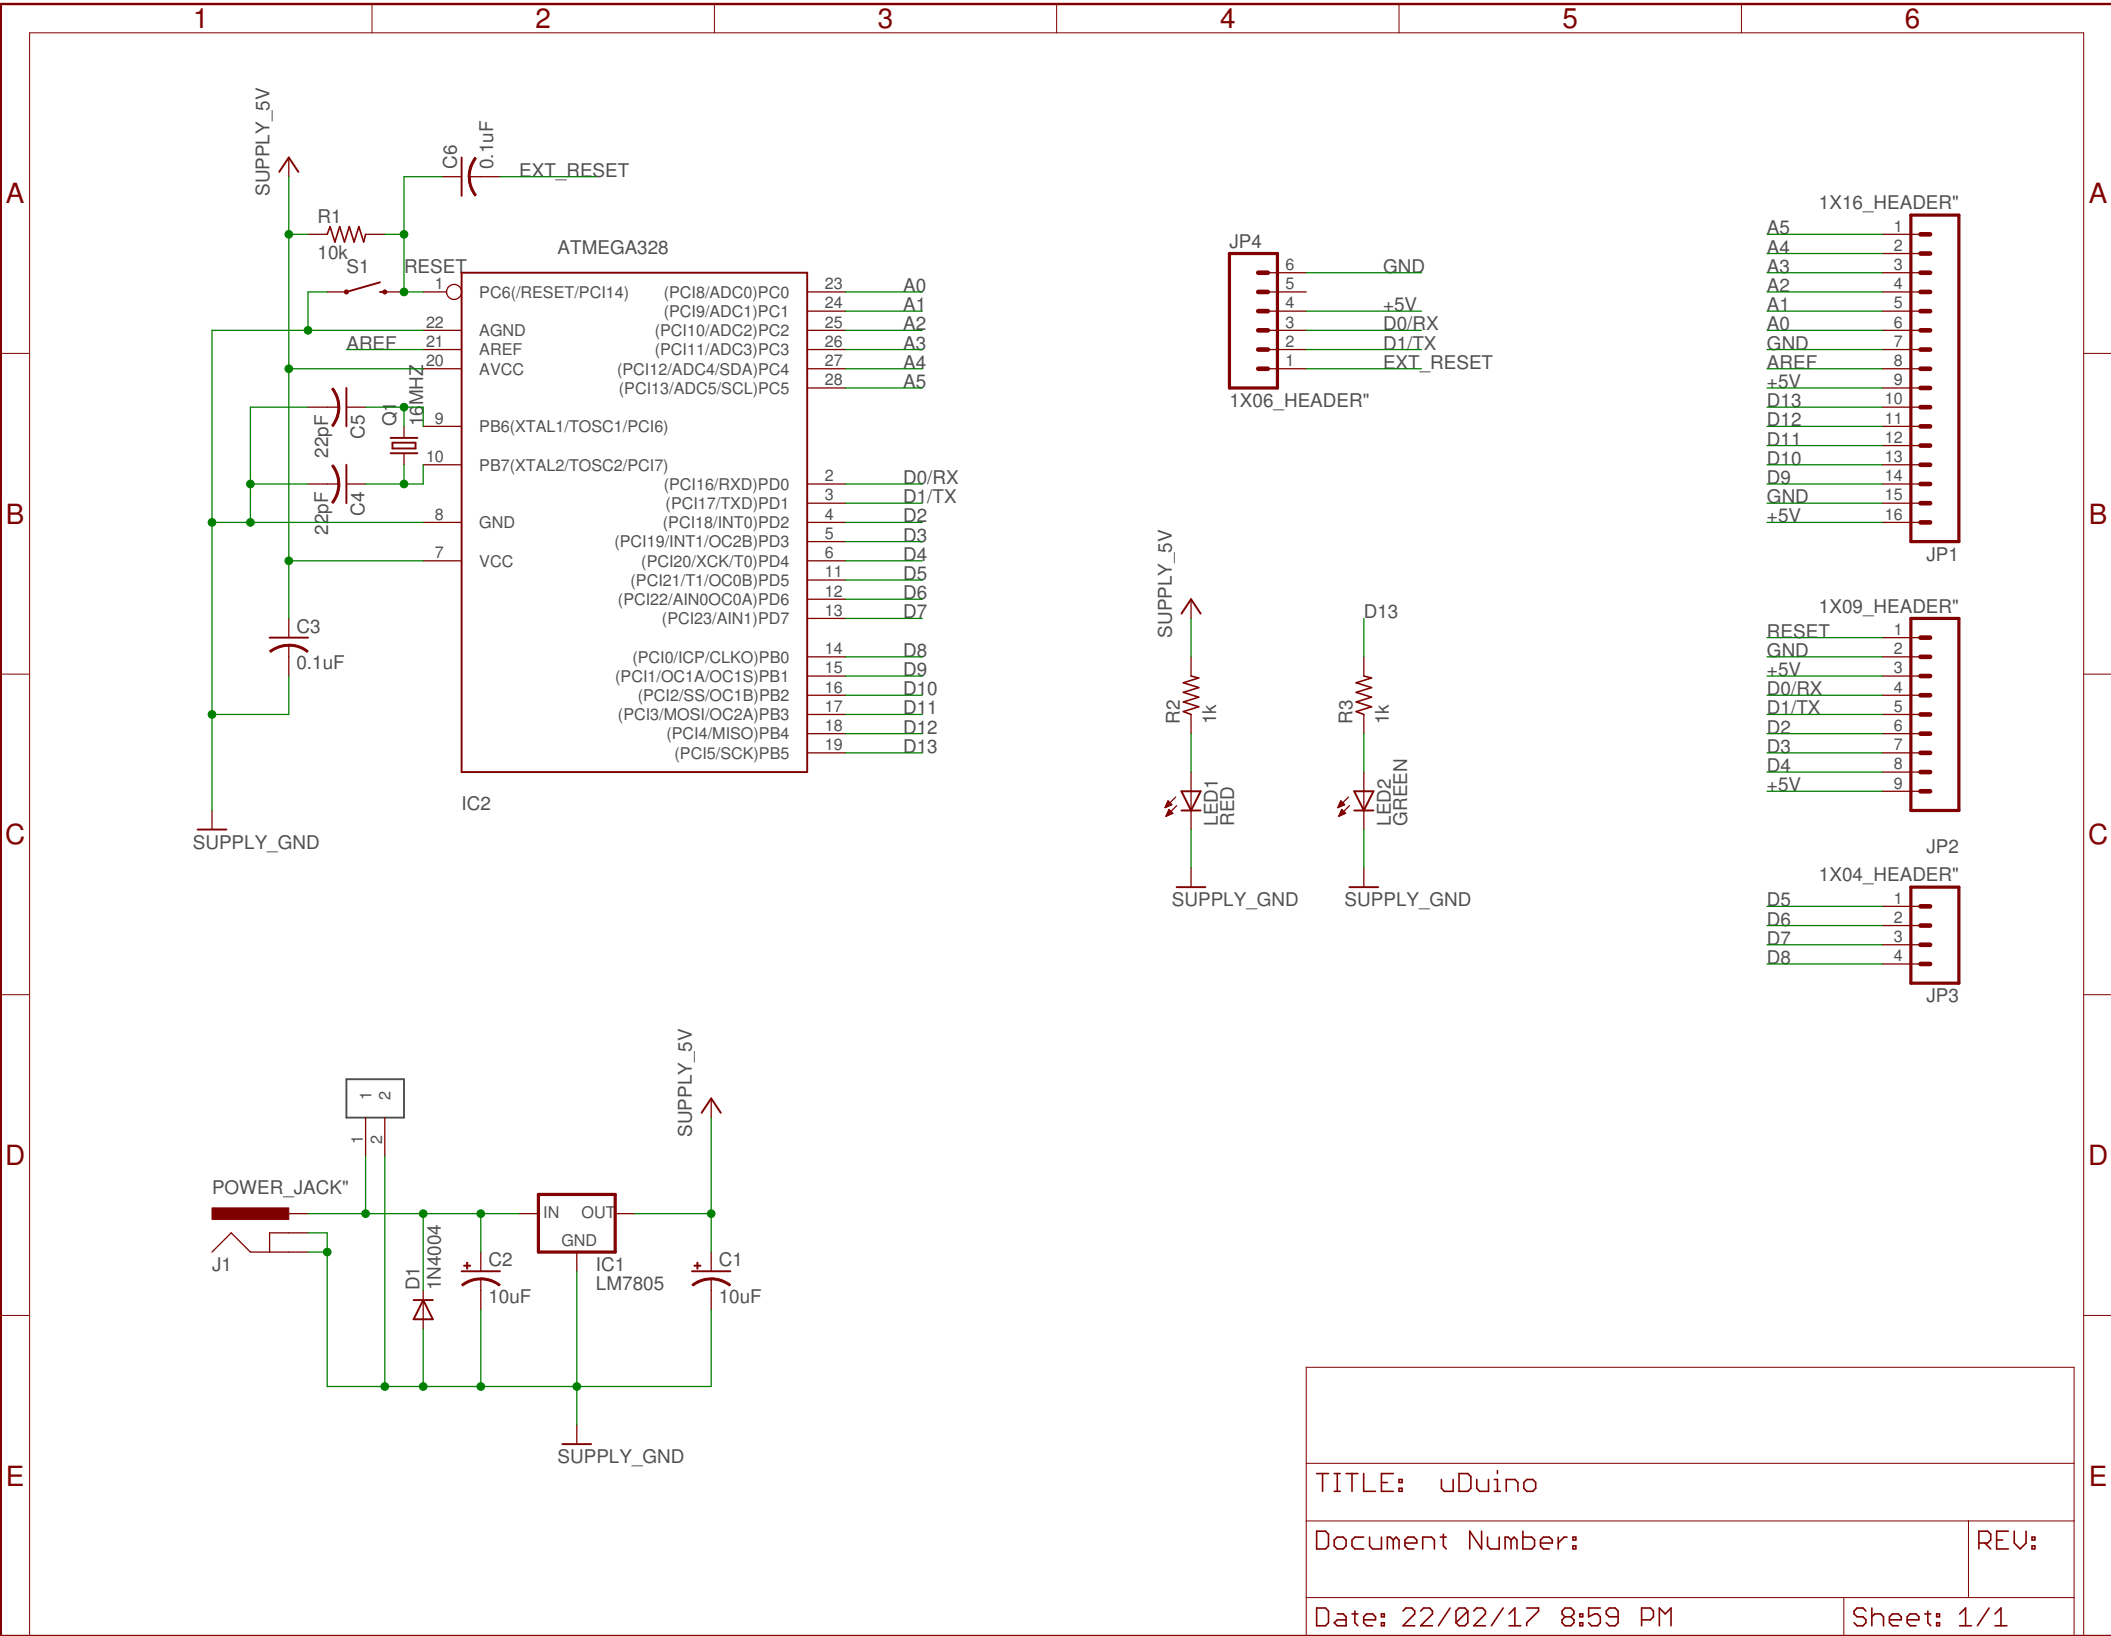 1 2 3 4 5 6
A A
B B
C C
D D
E E
SUPPLY_5V
C6
0.1uF
EXT_RESET
R1
10k
S1
RESET
ATMEGA328
1 PC6(/RESET/PCI14)
22 AGND
AREF 21 AREF
20 AVCC
22pF
C5
Q1
16MHZ
9 PB6(XTAL1/TOSC1/PCI6)
10 PB7(XTAL2/TOSC2/PCI7)
22pF
C4
8 GND
7 VCC
C3
0.1uF
SUPPLY_GND
(PCI8/ADC0)PC0 23 A0
(PCI9/ADC1)PC1 24 A1
(PCI10/ADC2)PC2 25 A2
(PCI11/ADC3)PC3 26 A3
(PCI12/ADC4/SDA)PC4 27 A4
(PCI13/ADC5/SCL)PC5 28 A5
(PCI16/RXD)PD0 2 D0/RX
(PCI17/TXD)PD1 3 D1/TX
(PCI18/INT0)PD2 4 D2
(PCI19/INT1/OC2B)PD3 5 D3
(PCI20/XCK/T0)PD4 6 D4
(PCI21/T1/OC0B)PD5 11 D5
(PCI22/AIN0OC0A)PD6 12 D6
(PCI23/AIN1)PD7 13 D7
(PCI0/ICP/CLKO)PB0 14 D8
(PCI1/OC1A/OC1S)PB1 15 D9
(PCI2/SS/OC1B)PB2 16 D10
(PCI3/MOSI/OC2A)PB3 17 D11
(PCI4/MISO)PB4 18 D12
(PCI5/SCK)PB5 19 D13
IC2
JP4
6 GND
5
4 +5V
3 D0/RX
2 D1/TX
1 EXT_RESET
1X06_HEADER"
SUPPLY_5V
R2
1k
LED1
RED
SUPPLY_GND
D13
R3
1k
LED2
GREEN
SUPPLY_GND
1X16_HEADER"
A5 1
A4 2
A3 3
A2 4
A1 5
A0 6
GND 7
AREF 8
+5V 9
D13 10
D12 11
D11 12
D10 13
D9 14
GND 15
+5V 16
JP1
1X09_HEADER"
RESET 1
GND 2
+5V 3
D0/RX 4
D1/TX 5
D2 6
D3 7
D4 8
+5V 9
JP2
1X04_HEADER"
D5 1
D6 2
D7 3
D8 4
JP3
1 2
1 2
POWER_JACK"
J1
D1
1N4004
C2
10uF
IN OUT
GND
IC1
LM7805
SUPPLY_5V
C1
10uF
SUPPLY_GND
TITLE: uDuino
Document Number:
REV:
Date: 22/02/17 8:59 PM
Sheet: 1/1